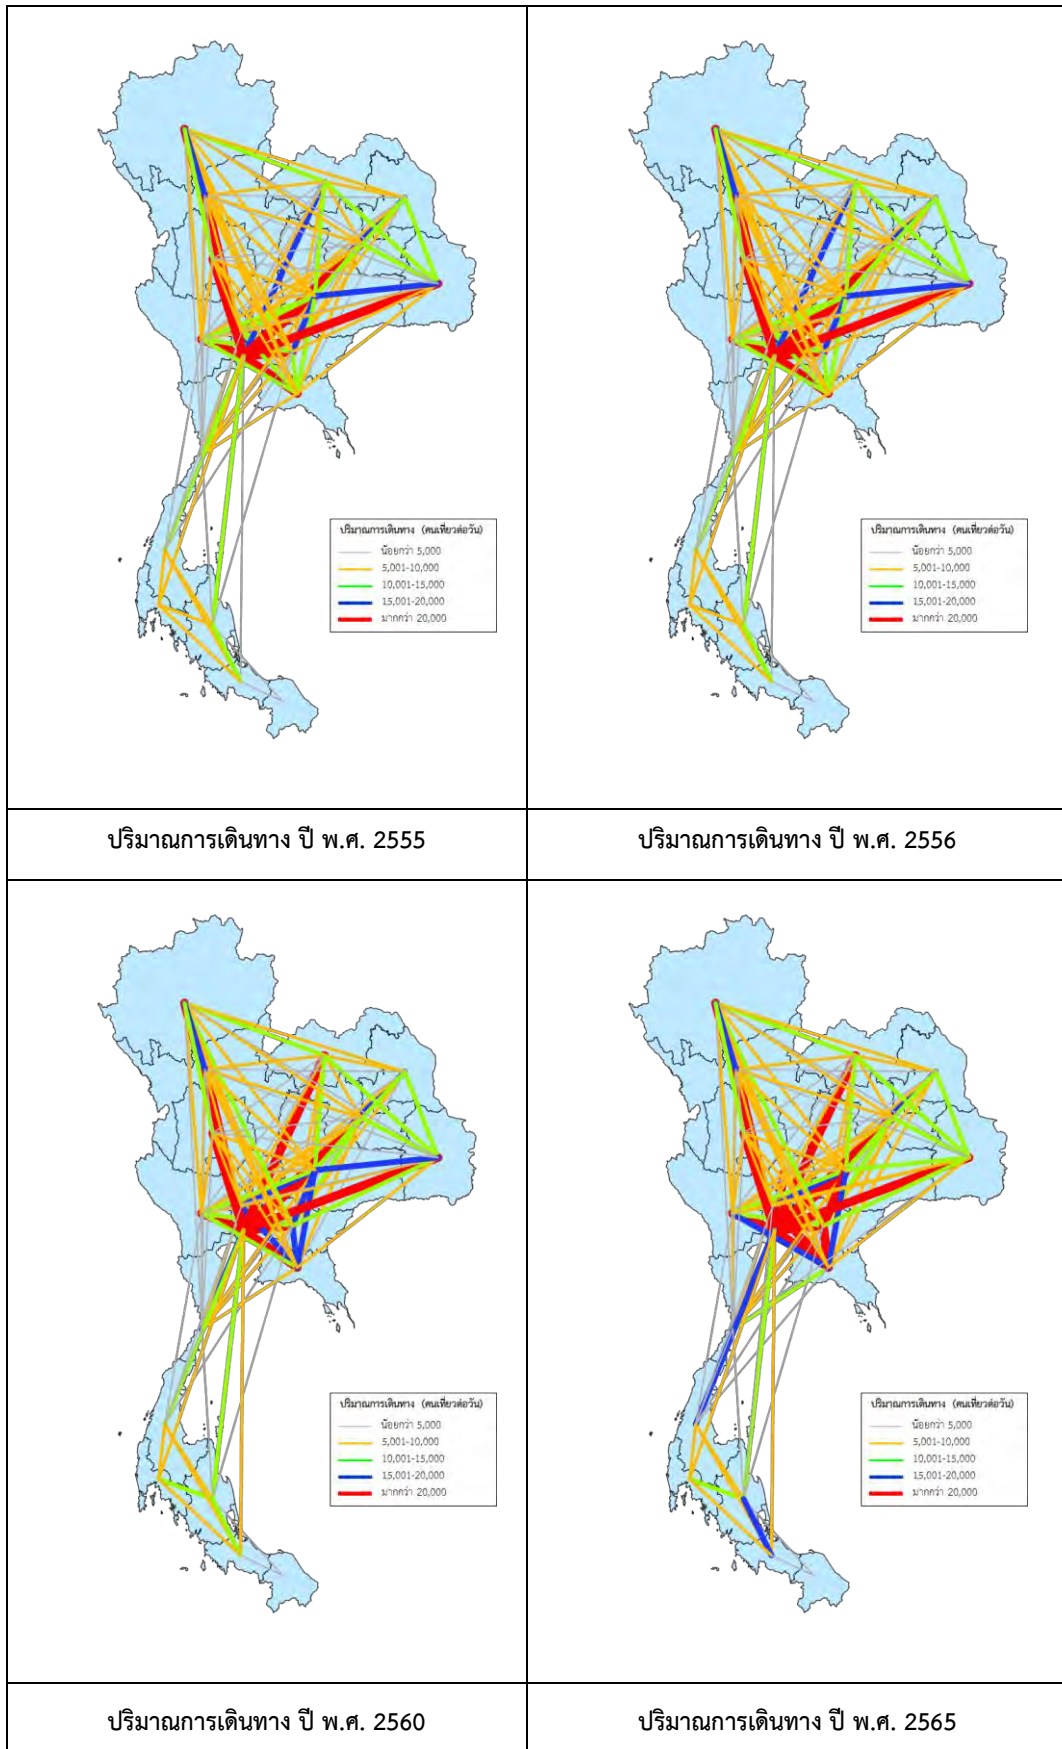 ปริมาณการเดินทาง (คนเที่ยวต่อวัน)
น้อยกว่า 5,000
5,001-10,000
10,001-15,000
15,001-20,000
มากกว่า 20,000
ปริมาณการเดินทาง (คนเที่ยวต่อวัน)
น้อยกว่า 5,000
5,001-10,000
10,001-15,000
15,001-20,000
มากกว่า 20,000
ปริมาณการเดินทาง ปี พ.ศ. 2555
ปริมาณการเดินทาง ปี พ.ศ. 2556
ปริมาณการเดินทาง (คนเที่ยวต่อวัน)
น้อยกว่า 5,000
5,001-10,000
10,001-15,000
15,001-20,000
มากกว่า 20,000
ปริมาณการเดินทาง (คนเที่ยวต่อวัน)
น้อยกว่า 5,000
5,001-10,000
10,001-15,000
15,001-20,000
มากกว่า 20,000
ปริมาณการเดินทาง ปี พ.ศ. 2560
ปริมาณการเดินทาง ปี พ.ศ. 2565